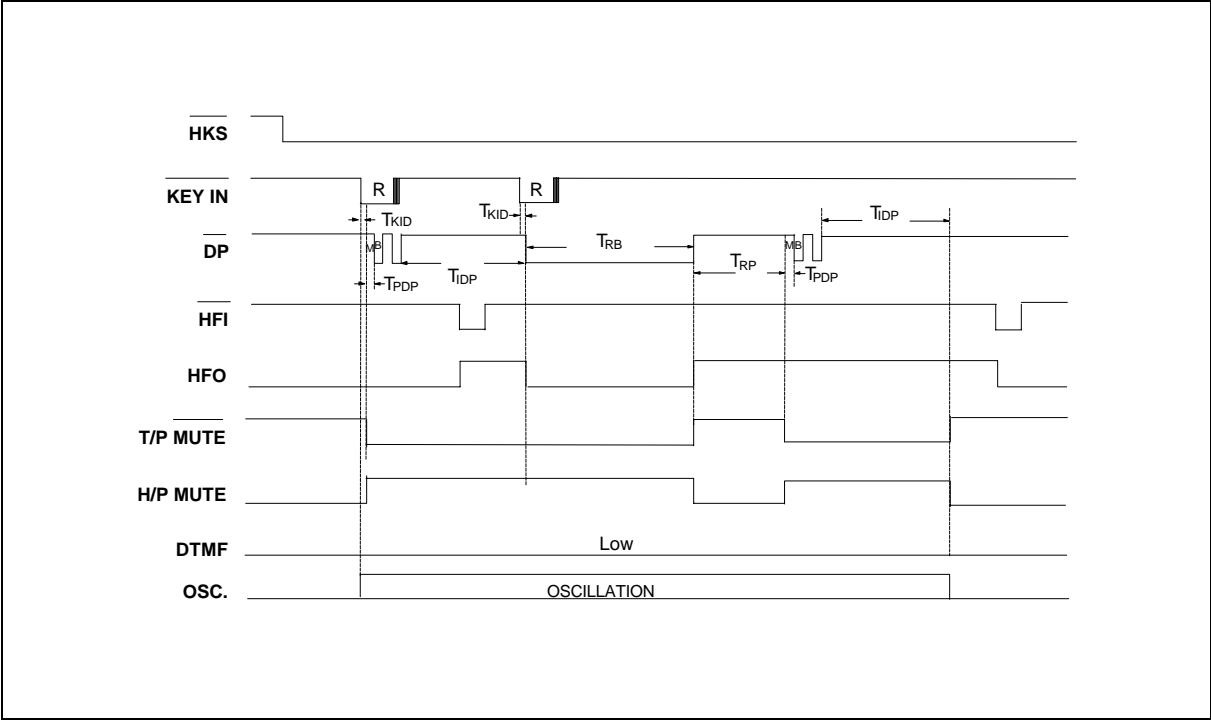 HKS
KEY IN
R
R
TKID
TKID
TIDP
DP
MB
TRB
MB
TIDP
TRP
TPDP
TPDP
HFI
HFO
T/P MUTE
H/P MUTE
DTMF
Low
OSC.
OSCILLATION